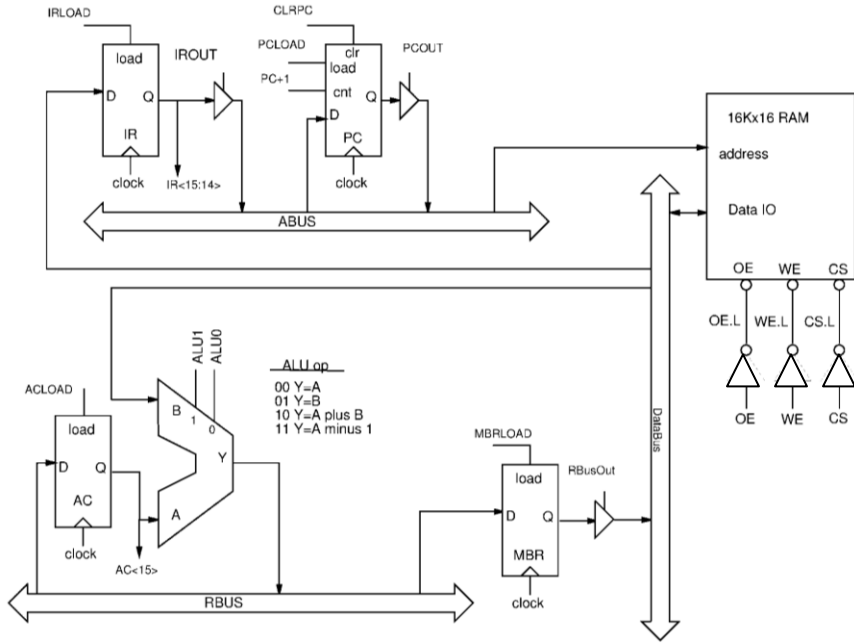 IRLOAD
load
D
Q
IR
clock
IROUT
IR<15:14>
CLRPC
PCLOAD
PC+1
clr
load
cnt
D
Q
PC
clock
PCOUT
ABUS
16Kx16 RAM
address
Data IO
OE
WE
CS
OE.L
WE.L
CS.L
OE
WE
CS
DataBus
ALU1
ALU0
ALU op
00 Y=A
01 Y=B
10 Y=A plus B
11 Y=A minus 1
B
1
0
Y
A
ACLOAD
load
D
Q
AC
clock
AC<15>
MBRLOAD
load
D
Q
MBR
clock
RBusOut
RBUS